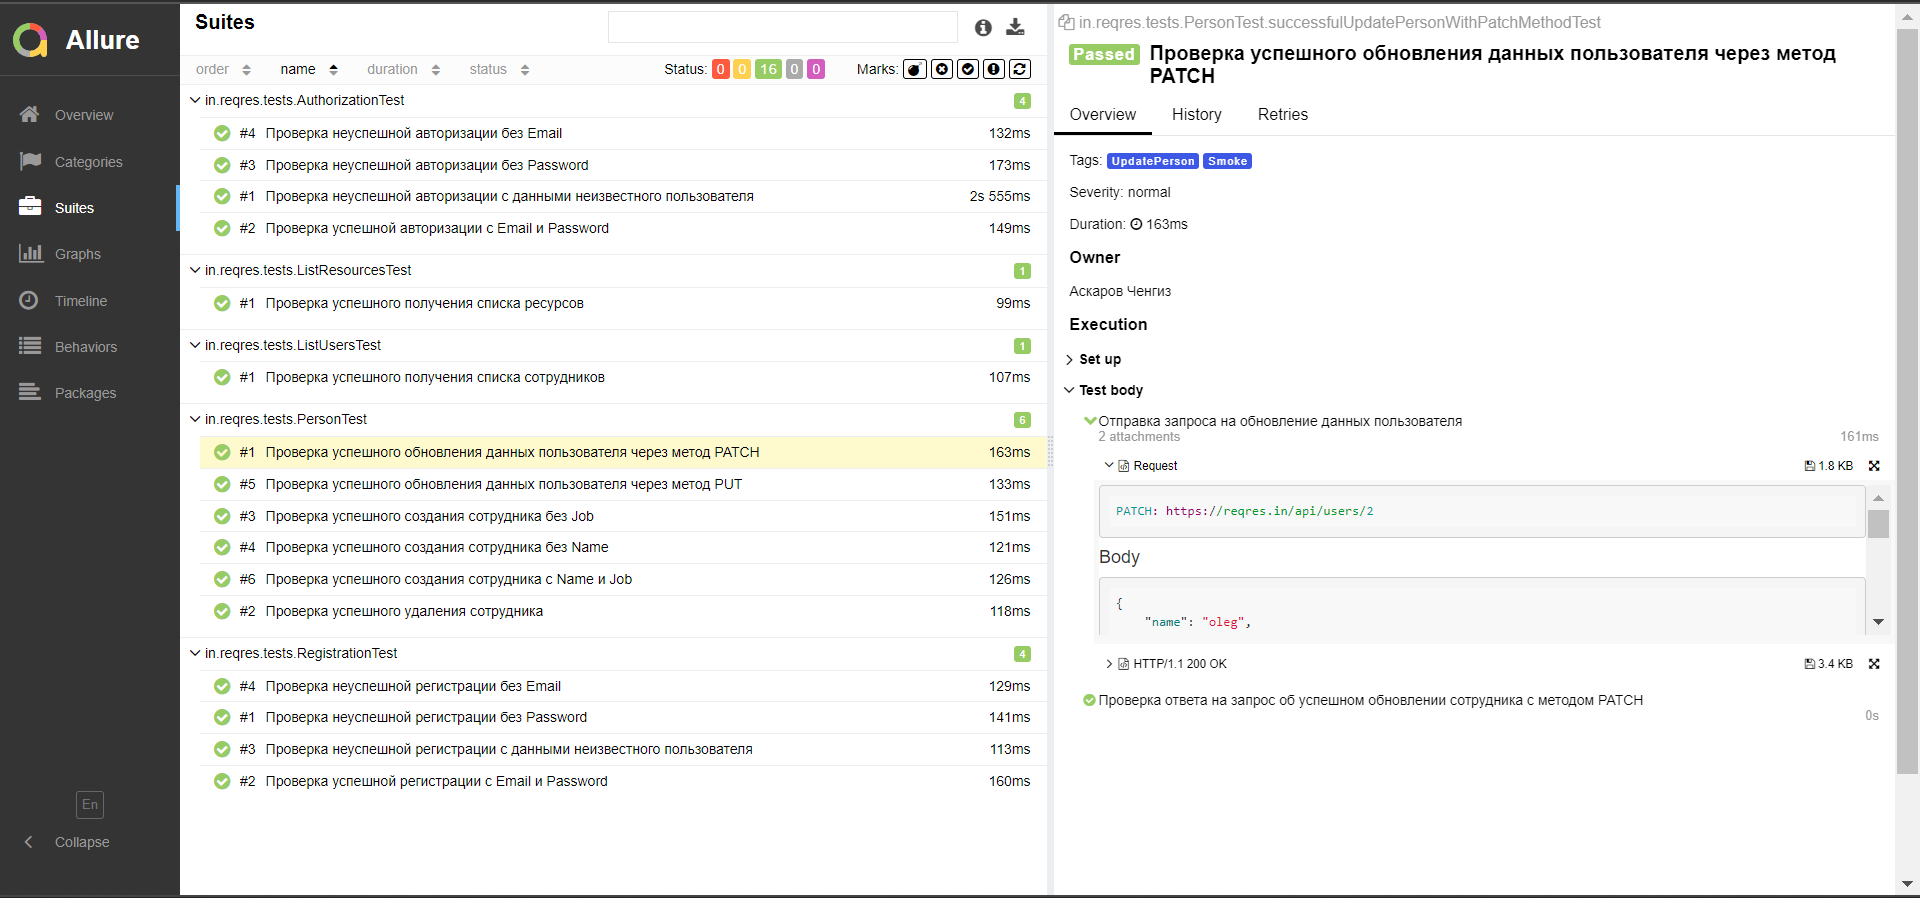 Allure
Overview
Categories
Suites
Graphs
Timeline
Behaviors
Packages
En
Collapse
Suites
order name duration status Status: 0 0 16 0 0 Marks:
in.reqres.tests.AuthorizationTest 4
#4 Проверка неуспешной авторизации без Email 132ms
#3 Проверка неуспешной авторизации без Password 173ms
#1 Проверка неуспешной авторизации с данными неизвестного пользователя 2s 555ms
#2 Проверка успешной авторизации с Email и Password 149ms
in.reqres.tests.ListResourcesTest 1
#1 Проверка успешного получения списка ресурсов 99ms
in.reqres.tests.ListUsersTest 1
#1 Проверка успешного получения списка сотрудников 107ms
in.reqres.tests.PersonTest 6
#1 Проверка успешного обновления данных пользователя через метод PATCH 163ms
#5 Проверка успешного обновления данных пользователя через метод PUT 133ms
#3 Проверка успешного создания сотрудника без Job 151ms
#4 Проверка успешного создания сотрудника без Name 121ms
#6 Проверка успешного создания сотрудника с Name и Job 126ms
#2 Проверка успешного удаления сотрудника 118ms
in.reqres.tests.RegistrationTest 4
#4 Проверка неуспешной регистрации без Email 129ms
#1 Проверка неуспешной регистрации без Password 141ms
#3 Проверка неуспешной регистрации с данными неизвестного пользователя 113ms
#2 Проверка успешной регистрации с Email и Password 160ms
in.reqres.tests.PersonTest.successfulUpdatePersonWithPatchMethodTest
Passed Проверка успешного обновления данных пользователя через метод
PATCH
Overview History Retries
Tags: UpdatePerson Smoke
Severity: normal
Duration: 163ms
Owner
Аскаров Ченгиз
Execution
Set up
Test body
Отправка запроса на обновление данных пользователя
2 attachments 161ms
Request 1.8 KB
PATCH: https://reqres.in/api/users/2
Body
{
"name": "oleg",
HTTP/1.1 200 OK 3.4 KB
Проверка ответа на запрос об успешном обновлении сотрудника с методом PATCH
0s